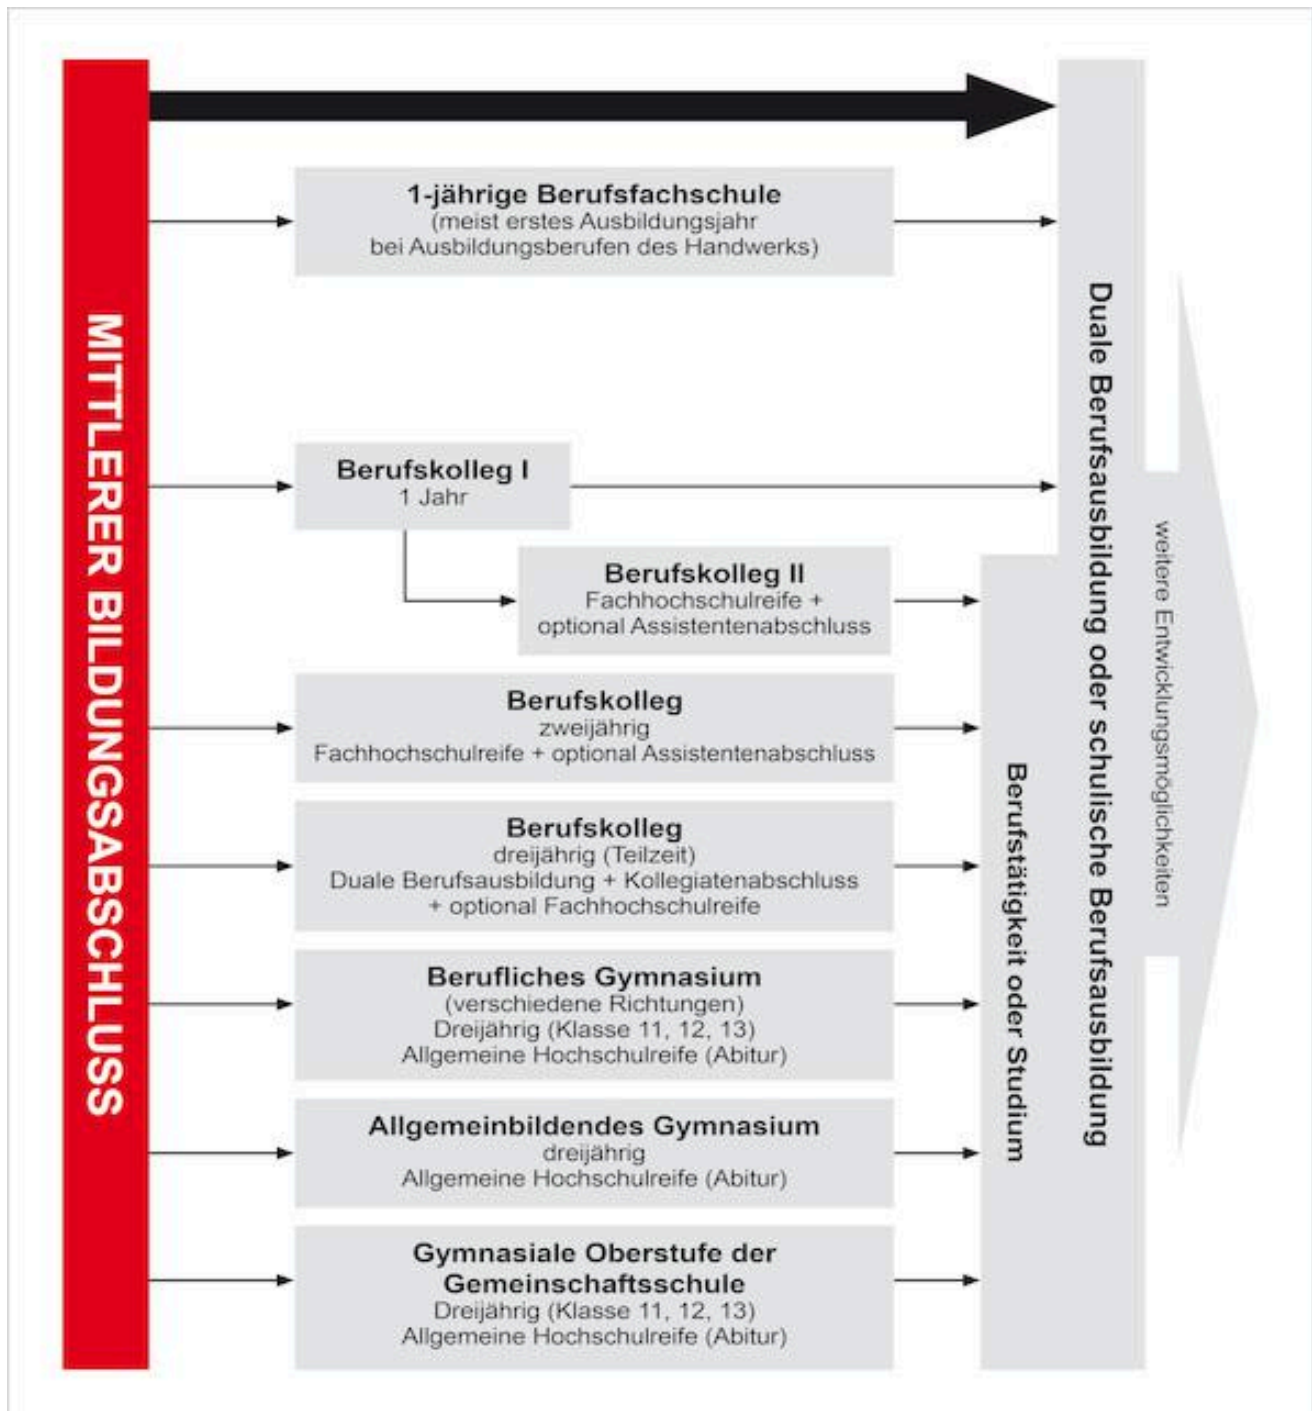 MITTLERER BILDUNGSABSCHLUSS
1-jährige Berufsfachschule
(meist erstes Ausbildungsjahr
bei Ausbildungsberufen des Handwerks)
Berufskolleg I
1 Jahr
Berufskolleg II
Fachhochschulreife +
optional Assistentenabschluss
Berufskolleg
zweijährig
Fachhochschulreife + optional Assistentenabschluss
Berufskolleg
dreijährig (Teilzeit)
Duale Berufsausbildung + Kollegiatenabschluss
+ optional Fachhochschulreife
Berufliches Gymnasium
(verschiedene Richtungen)
Dreijährig (Klasse 11, 12, 13)
Allgemeine Hochschulreife (Abitur)
Allgemeinbildendes Gymnasium
dreijährig
Allgemeine Hochschulreife (Abitur)
Gymnasiale Oberstufe der
Gemeinschaftsschule
Dreijährig (Klasse 11, 12, 13)
Allgemeine Hochschulreife (Abitur)
Berufstätigkeit oder Studium
Duale Berufsausbildung oder schulische Berufsausbildung
weitere Entwicklungsmöglichkeiten